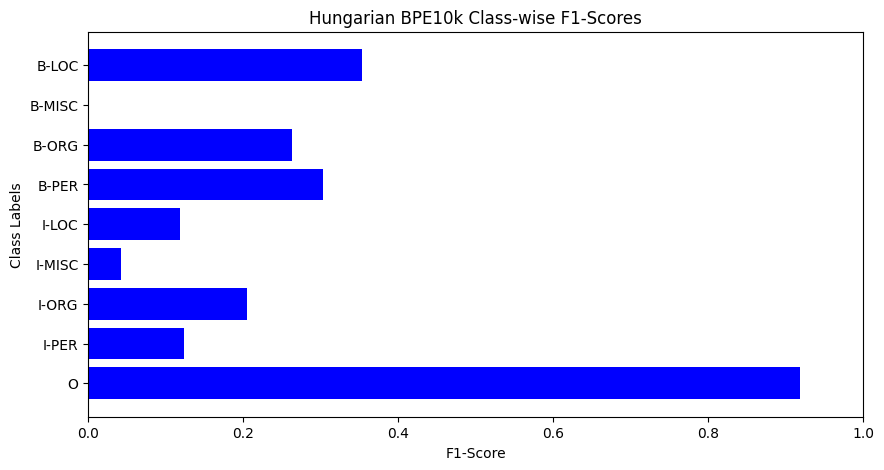 Hungarian BPE10k Class-wise F1-Scores
Class Labels
B-LOC
B-MISC
B-ORG
B-PER
I-LOC
I-MISC
I-ORG
I-PER
O
0.0 0.2 0.4 0.6 0.8 1.0
F1-Score